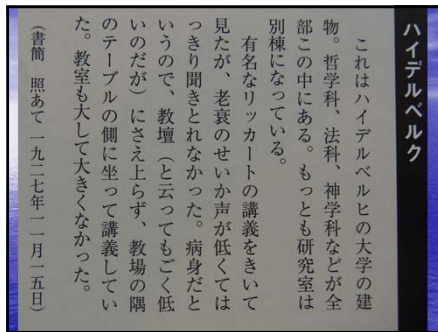 ハイデルベルク
これはハイデルベルヒの大学の建
物。哲学科、法科、神学科などが全
部この中にある。もっとも研究室は
別棟になっている。
有名なリッカートの講義をきいて
見たが、老衰のせいか声が低くては
っきり聞きとれなかった。病身だと
いうので、教壇（と云ってもごく低
いのだが）にさえ上らず、教場の隅
のテーブルの側に坐って講義してい
た。教室も大して大きくなかった。
（書簡　照あて　一九二七年一一月一五日）